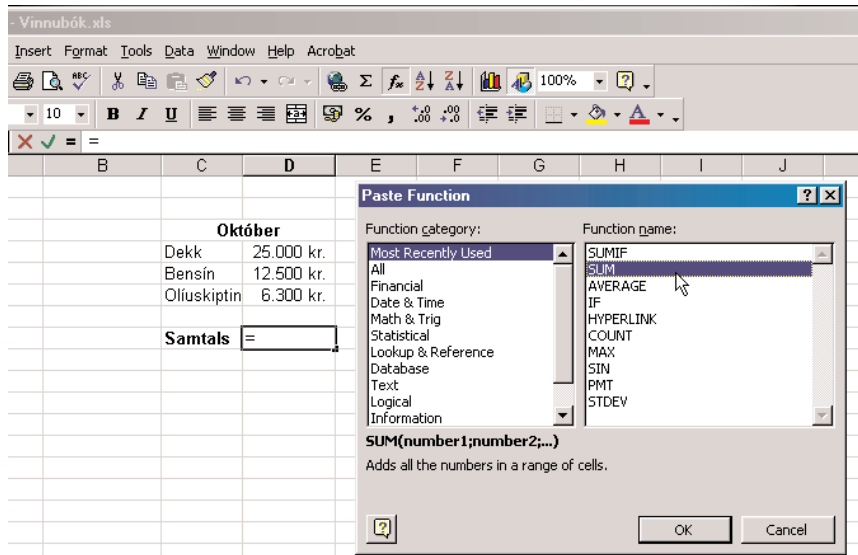 - Vinnubók.xls
Insert Format Tools Data Window Help Acrobat
100%
10 B I U % ,
= =
B C D E F G H I J
Október
Dekk 25.000 kr.
Bensín 12.500 kr.
Olíuskiptin 6.300 kr.
Samtals =
Paste Function
Function category: Function name:
Most Recently Used
All
Financial
Date & Time
Math & Trig
Statistical
Lookup & Reference
Database
Text
Logical
Information
SUMIF
SUM
AVERAGE
IF
HYPERLINK
COUNT
MAX
SIN
PMT
STDEV
SUM(number1;number2;...)
Adds all the numbers in a range of cells.
OK Cancel